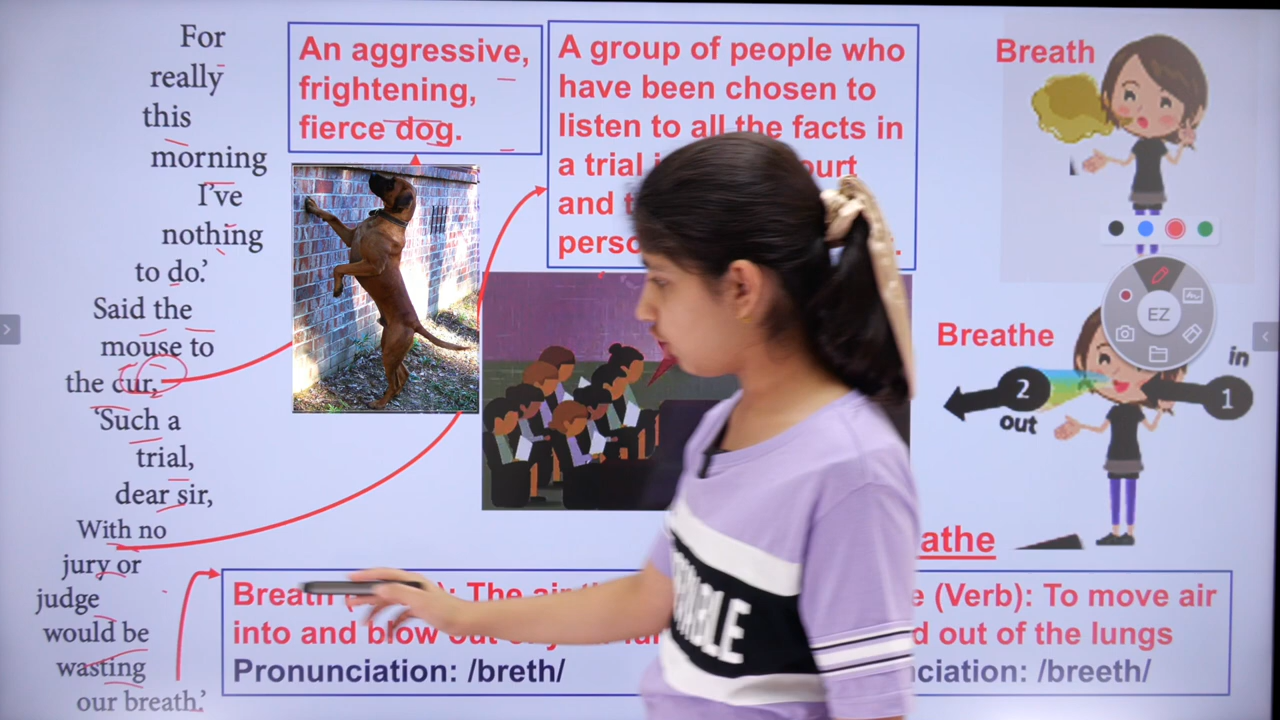 For
really
this
morning
I've
nothing
to do.'
Said the
mouse to
the cur,
'Such a
trial,
dear sir,
With no
jury or
judge
would be
wasting
our breath.'
An aggressive,
frightening,
fierce dog.
A group of people who
have been chosen to
listen to all the facts in
a trial
and
Breath
Breathe
2
out
in
1
EZ
Breath The
into and blow out
Pronunciation: /breth/
(Verb): To move air
out of the lungs
/breeth/